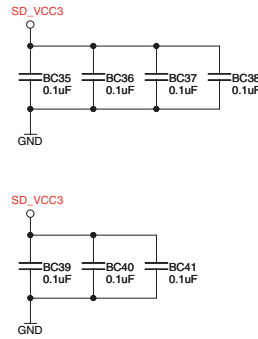 SD_VCC3
BC35 BC36 BC37 BC38
0.1uF 0.1uF 0.1uF 0.1uF
GND
SD_VCC3
BC39 BC40 BC41
0.1uF 0.1uF 0.1uF
GND